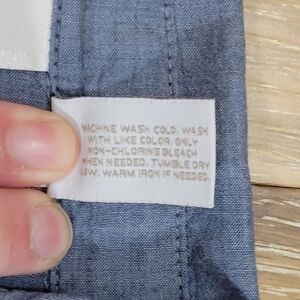 MACHINE WASH COLD. WASH
WITH LIKE COLOR. ONLY
NON-CHLORINE BLEACH
WHEN NEEDED. TUMBLE DRY
LOW. WARM IRON IF NEEDED.